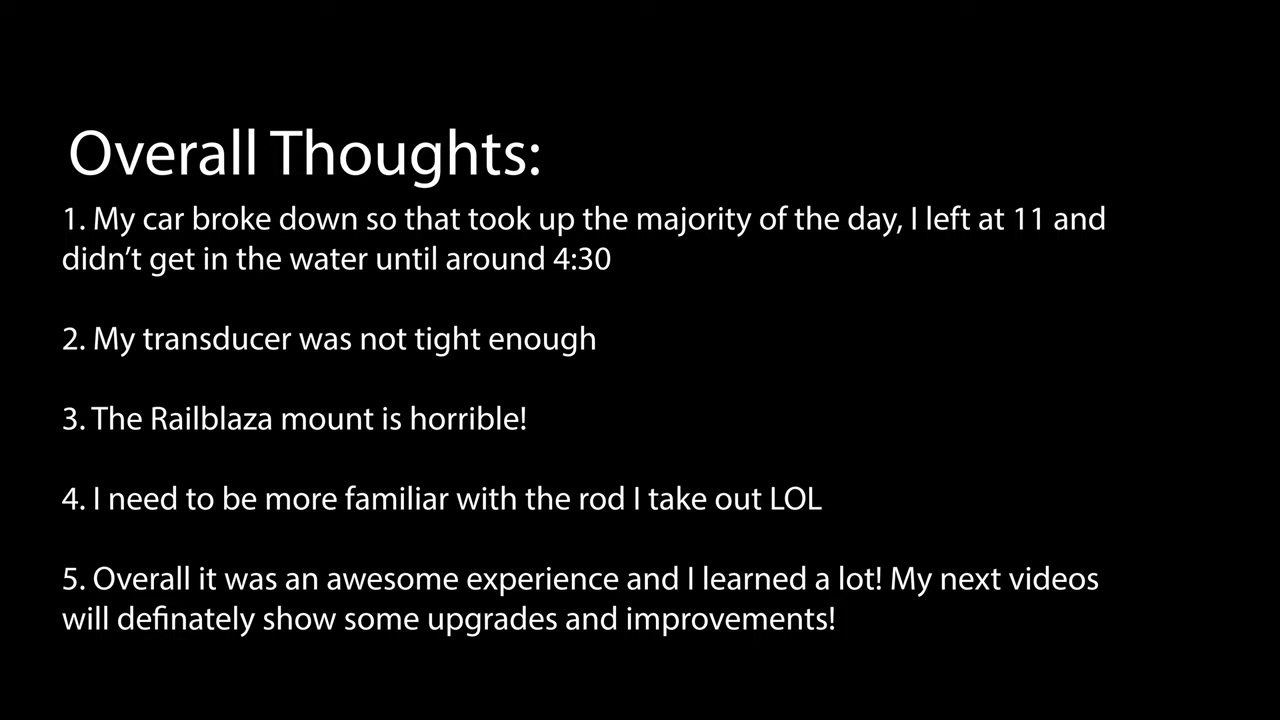 Overall Thoughts:
1. My car broke down so that took up the majority of the day, I left at 11 and
didn’t get in the water until around 4:30
2. My transducer was not tight enough
3. The Railblaza mount is horrible!
4. I need to be more familiar with the rod I take out LOL
5. Overall it was an awesome experience and I learned a lot! My next videos
will definately show some upgrades and improvements!